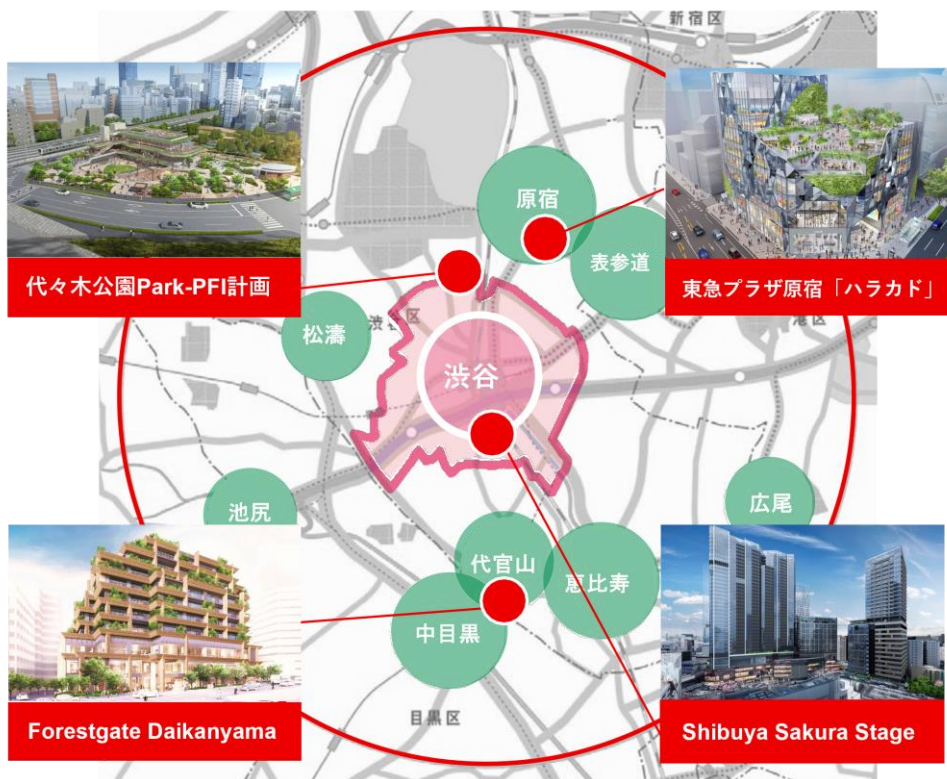 新宿区
原宿
表参道
代々木公園Park-PFI計画
東急プラザ原宿「ハラカド」
渋谷区
港区
松濤
渋谷
池尻
広尾
代官山
恵比寿
中目黒
目黒区
Forestgate Daikanyama
Shibuya Sakura Stage